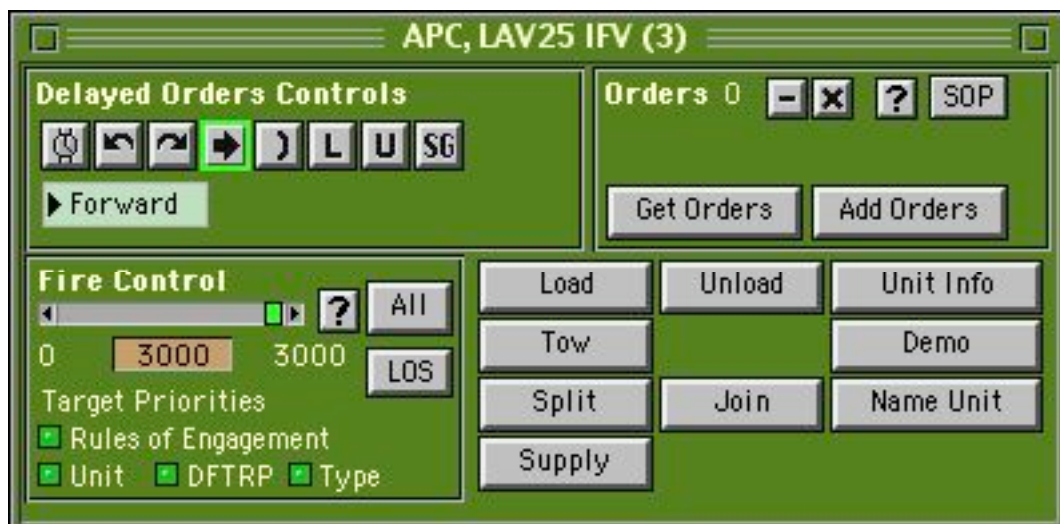 APC, LAV25 IFV (3)
Delayed Orders Controls
L U SG
Forward
Orders 0 ? SOP
Get Orders Add Orders
Fire Control
? All
0 3000 3000
LOS
Target Priorities
Rules of Engagement
Unit DFTRP Type
Load Unload Unit Info
Tow Demo
Split Join Name Unit
Supply